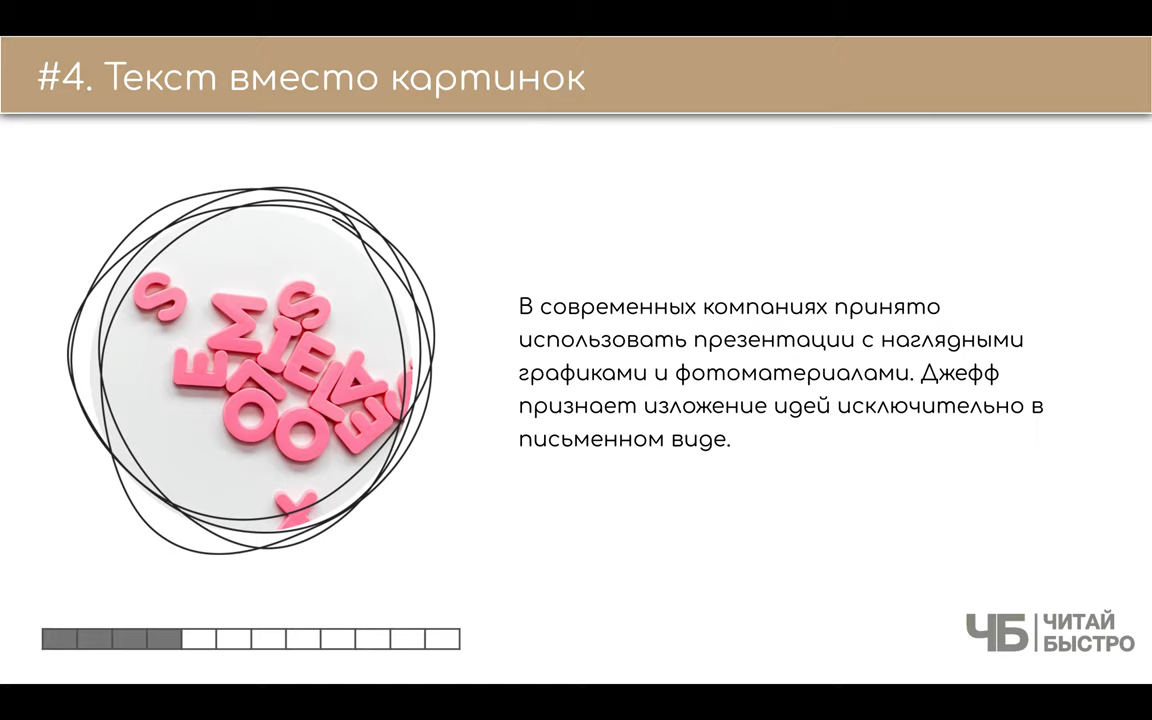 #4. Текст вместо картинок
S
M
S
E
I
E
O
L
A
O
E
X
В современных компаниях принято
использовать презентации с наглядными
графиками и фотоматериалами. Джефф
признает изложение идей исключительно в
письменном виде.
ЧБ
ЧИТАЙ
БЫСТРО